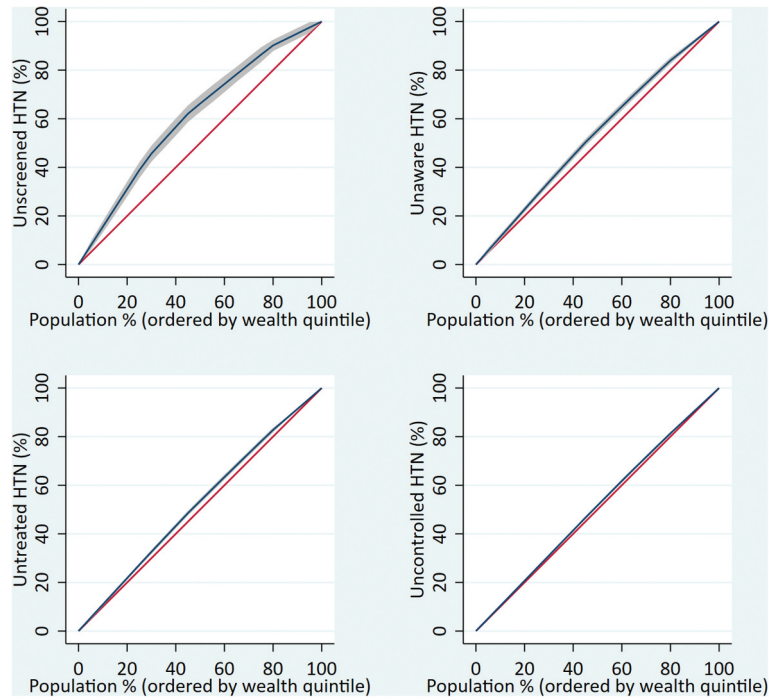 Unscreened HTN (%)
100
80
60
40
20
0
0 20 40 60 80 100
Population % (ordered by wealth quintile)
Unaware HTN (%)
100
80
60
40
20
0
0 20 40 60 80 100
Population % (ordered by wealth quintile)
Untreated HTN (%)
100
80
60
40
20
0
0 20 40 60 80 100
Population % (ordered by wealth quintile)
Uncontrolled HTN (%)
100
80
60
40
20
0
0 20 40 60 80 100
Population % (ordered by wealth quintile)